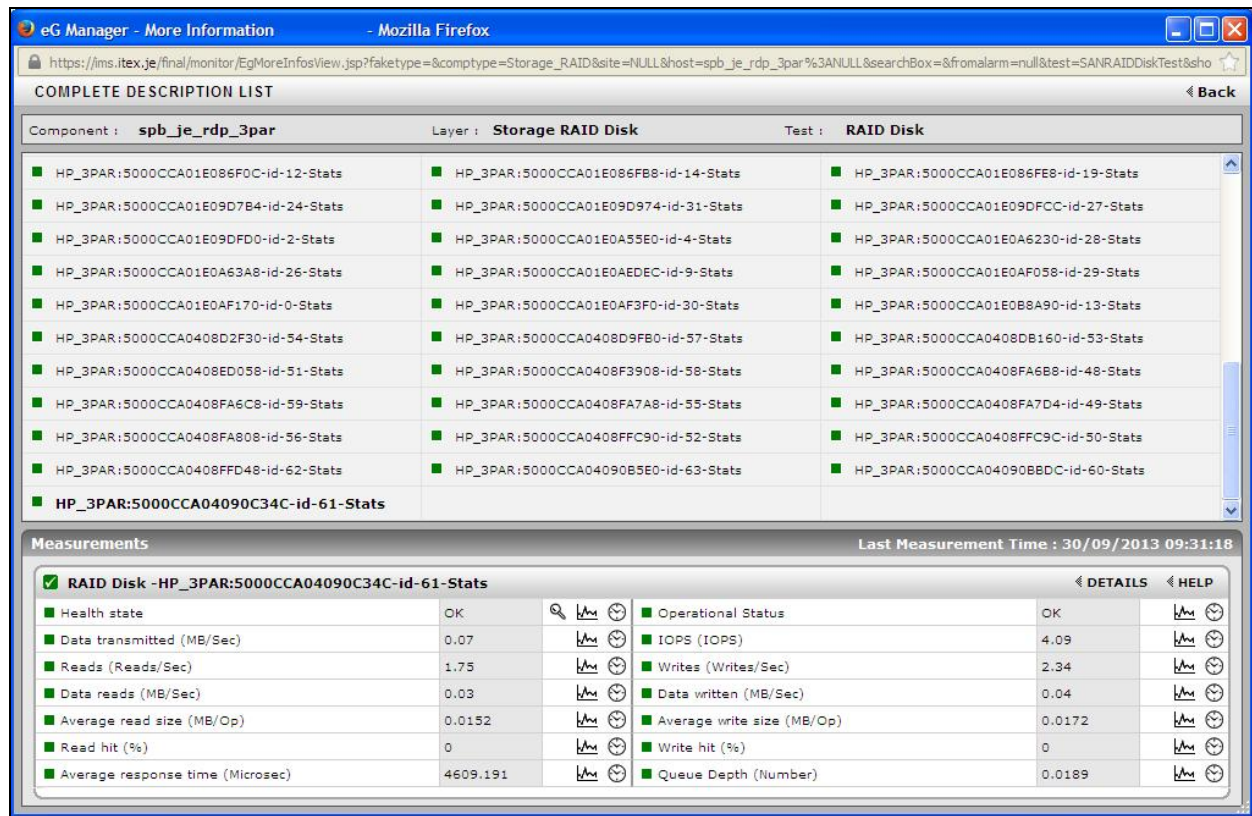 eG Manager - More Information - Mozilla Firefox
https://ims.itex.je/final/monitor/EgMoreInfosView.jsp?faketype=&comptype=Storage_RAID&site=NULL&host=spb_je_rdp_3par%3ANULL&searchBox=&fromalarm=null&test=SANRAIDDiskTest&sho
COMPLETE DESCRIPTION LIST Back
Component : spb_je_rdp_3par Layer : Storage RAID Disk Test : RAID Disk
HP_3PAR:5000CCA01E086F0C-id-12-Stats HP_3PAR:5000CCA01E086FB8-id-14-Stats HP_3PAR:5000CCA01E086FE8-id-19-Stats
HP_3PAR:5000CCA01E09D7B4-id-24-Stats HP_3PAR:5000CCA01E09D974-id-31-Stats HP_3PAR:5000CCA01E09DFCC-id-27-Stats
HP_3PAR:5000CCA01E09DFD0-id-2-Stats HP_3PAR:5000CCA01E0A55E0-id-4-Stats HP_3PAR:5000CCA01E0A6230-id-28-Stats
HP_3PAR:5000CCA01E0A63A8-id-26-Stats HP_3PAR:5000CCA01E0AEDEC-id-9-Stats HP_3PAR:5000CCA01E0AF058-id-29-Stats
HP_3PAR:5000CCA01E0AF170-id-0-Stats HP_3PAR:5000CCA01E0AF3F0-id-30-Stats HP_3PAR:5000CCA01E0B8A90-id-13-Stats
HP_3PAR:5000CCA0408D2F30-id-54-Stats HP_3PAR:5000CCA0408D9FB0-id-57-Stats HP_3PAR:5000CCA0408DB160-id-53-Stats
HP_3PAR:5000CCA0408ED058-id-51-Stats HP_3PAR:5000CCA0408F3908-id-58-Stats HP_3PAR:5000CCA0408FA6B8-id-48-Stats
HP_3PAR:5000CCA0408FA6C8-id-59-Stats HP_3PAR:5000CCA0408FA7A8-id-55-Stats HP_3PAR:5000CCA0408FA7D4-id-49-Stats
HP_3PAR:5000CCA0408FA808-id-56-Stats HP_3PAR:5000CCA0408FFC90-id-52-Stats HP_3PAR:5000CCA0408FFC9C-id-50-Stats
HP_3PAR:5000CCA0408FFD48-id-62-Stats HP_3PAR:5000CCA04090B5E0-id-63-Stats HP_3PAR:5000CCA04090BBDC-id-60-Stats
HP_3PAR:5000CCA04090C34C-id-61-Stats
Measurements Last Measurement Time : 30/09/2013 09:31:18
RAID Disk -HP_3PAR:5000CCA04090C34C-id-61-Stats DETAILS HELP
Health state OK Operational Status OK
Data transmitted (MB/Sec) 0.07 IOPS (IOPS) 4.09
Reads (Reads/Sec) 1.75 Writes (Writes/Sec) 2.34
Data reads (MB/Sec) 0.03 Data written (MB/Sec) 0.04
Average read size (MB/Op) 0.0152 Average write size (MB/Op) 0.0172
Read hit (%) 0 Write hit (%) 0
Average response time (Microsec) 4609.191 Queue Depth (Number) 0.0189